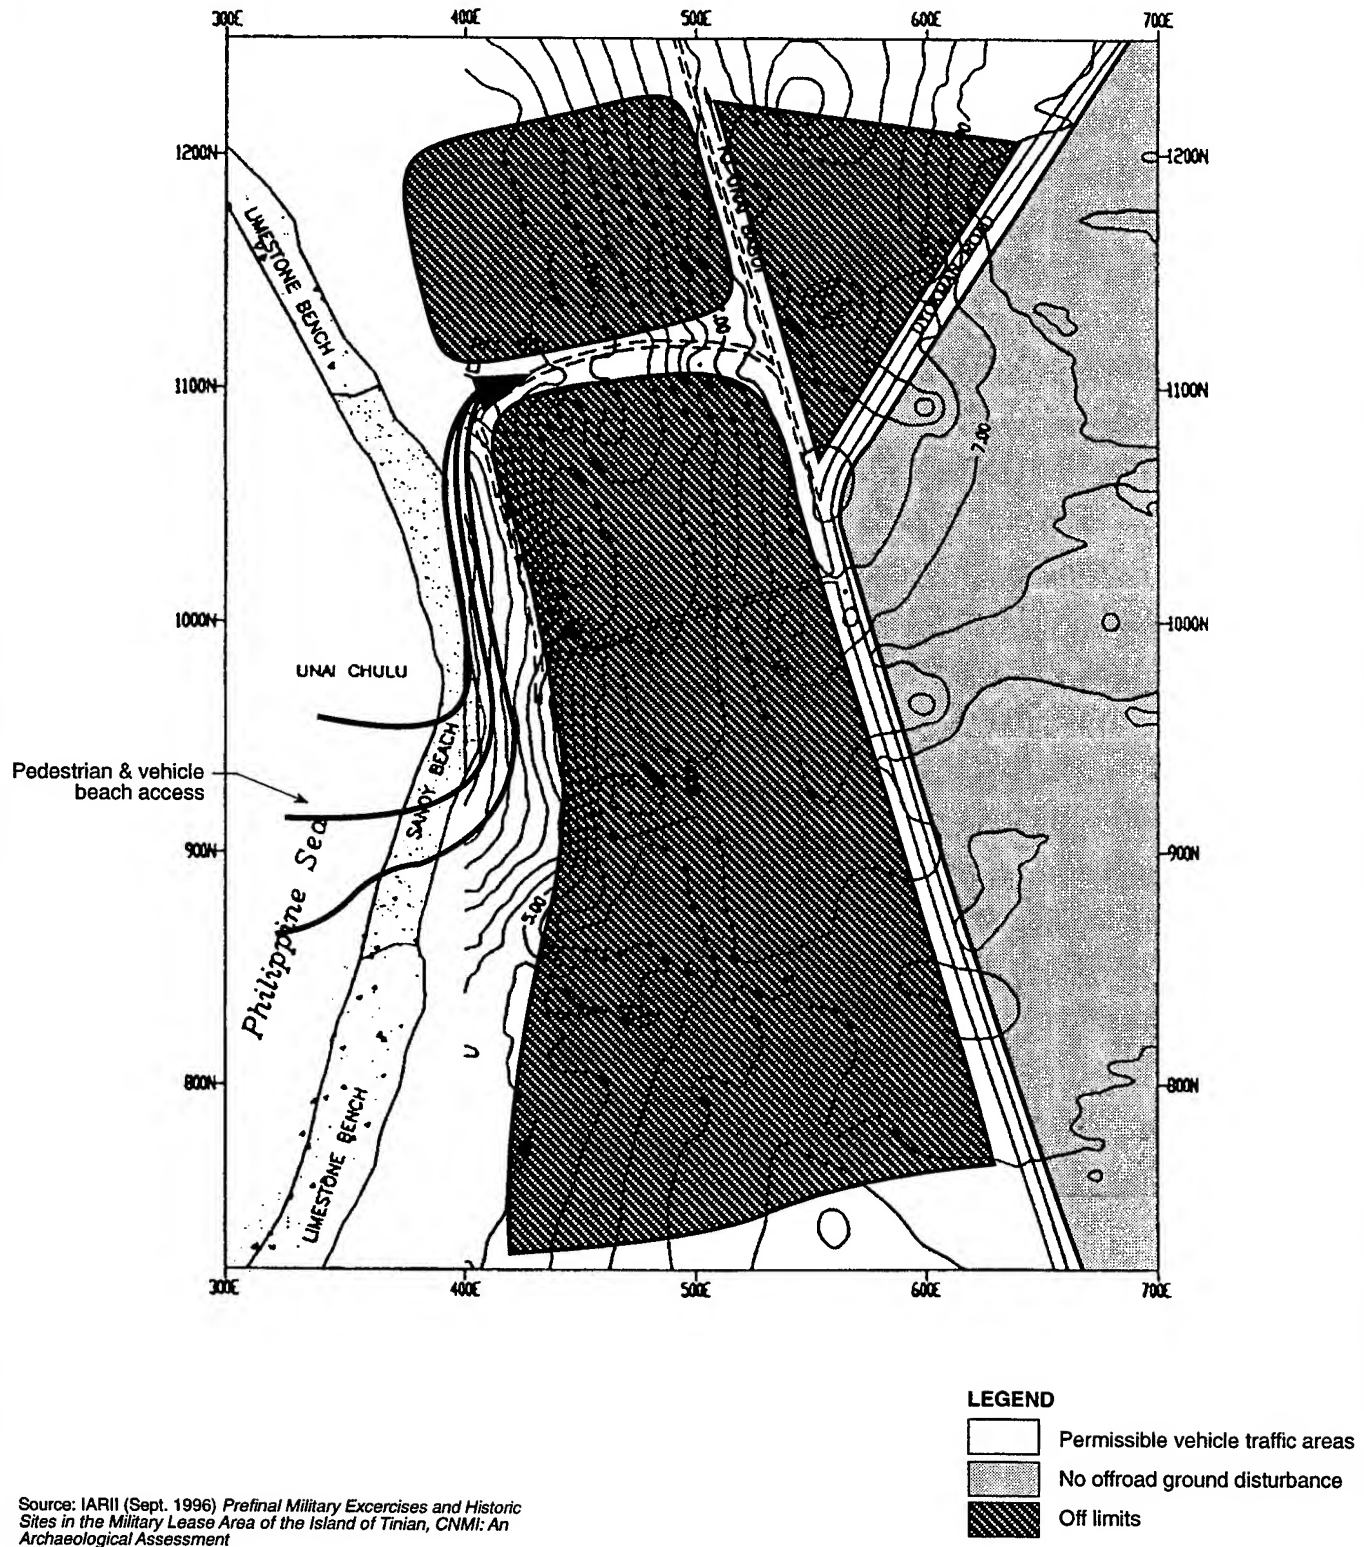 300E 400E 500E 600E 700E
1200N
1200N
LIMESTONE BENCH
1100N
1100N
7.00
1000N
1000N
UNAI CHULU
Pedestrian & vehicle
beach access
SANDY BEACH
Philippine Sea
900N
900N
5.00
800N
800N
LIMESTONE BENCH
300E 400E 500E 600E 700E
LEGEND
Permissible vehicle traffic areas
No offroad ground disturbance
Off limits
Source: IARII (Sept. 1996) Prefinal Military Excercises and Historic
Sites in the Military Lease Area of the Island of Tinian, CNMI: An
Archaeological Assessment